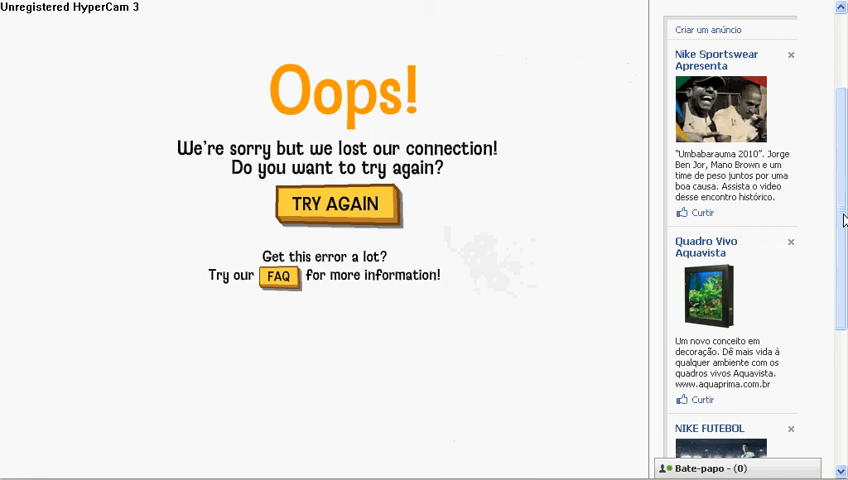 Unregistered HyperCam 3
Oops!
We're sorry but we lost our connection!
Do you want to try again?
TRY AGAIN
Get this error a lot?
Try our FAQ for more information!
Criar um anúncio
Nike Sportswear
Apresenta
"Umbabarauma 2010". Jorge
Ben Jor, Mano Brown e um
time de peso juntos por uma
boa causa. Assista o video
desse encontro histórico.
Curtir
Quadro Vivo
Aquavista
Um novo conceito em
decoração. Dê mais vida à
qualquer ambiente com os
quadros vivos Aquavista.
www.aquaprima.com.br
Curtir
NIKE FUTEBOL
Bate-papo - (0)